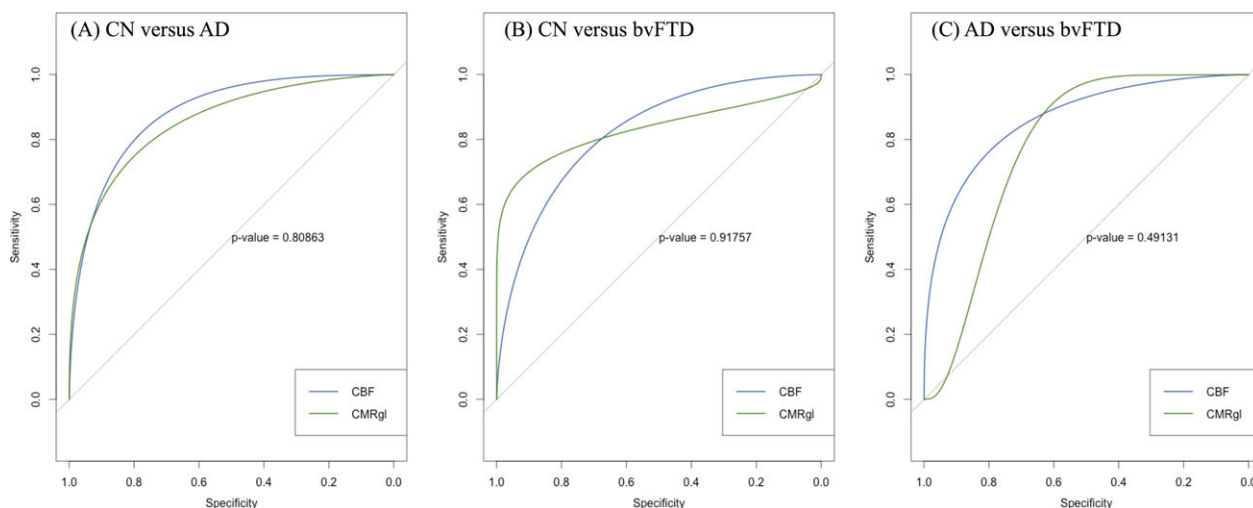 (A) CN versus AD
1.0
0.8
0.6
0.4
0.2
0.0
Sensitivity
p-value = 0.80863
CBF
CMRgl
1.0 0.8 0.6 0.4 0.2 0.0
Specificity
(B) CN versus bvFTD
1.0
0.8
0.6
0.4
0.2
0.0
Sensitivity
p-value = 0.91757
CBF
CMRgl
1.0 0.8 0.6 0.4 0.2 0.0
Specificity
(C) AD versus bvFTD
1.0
0.8
0.6
0.4
0.2
0.0
Sensitivity
p-value = 0.49131
CBF
CMRgl
1.0 0.8 0.6 0.4 0.2 0.0
Specificity